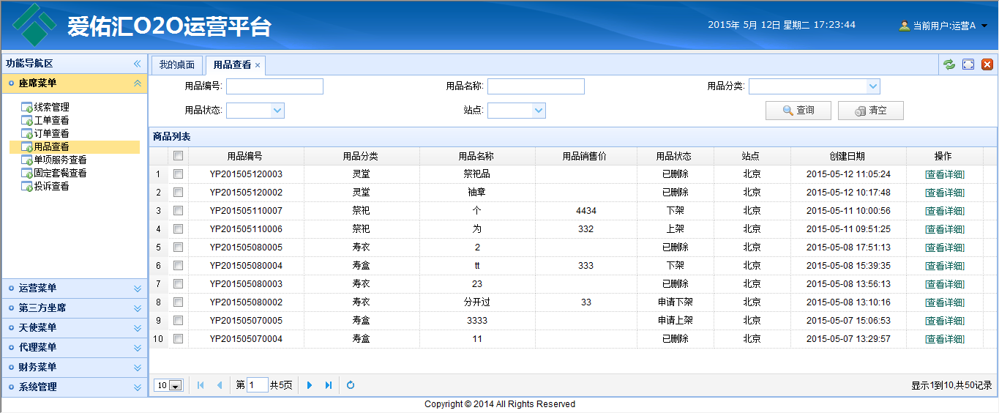 爱佑汇O2O运营平台
2015年 5月 12日 星期二 17:23:44
当前用户:运营A
功能导航区
座席菜单
线索管理
工单查看
订单查看
用品查看
单项服务查看
固定套餐查看
投诉查看
运营菜单
第三方坐席
天使菜单
代理菜单
财务菜单
系统管理
我的桌面 用品查看
用品编号: 用品名称: 用品分类:
用品状态: 站点: 查询 清空
商品列表
用品编号 用品分类 用品名称 用品销售价 用品状态 站点 创建日期 操作
1 YP201505120003 灵堂 祭祀品 已删除 北京 2015-05-12 11:05:24 [查看详细]
2 YP201505120002 灵堂 袖章 已删除 北京 2015-05-12 10:17:48 [查看详细]
3 YP201505110007 祭祀 个 4434 下架 北京 2015-05-11 10:00:56 [查看详细]
4 YP201505110006 祭祀 为 332 上架 北京 2015-05-11 09:51:25 [查看详细]
5 YP201505080005 寿衣 2 已删除 北京 2015-05-08 17:51:13 [查看详细]
6 YP201505080004 寿盒 tt 333 下架 北京 2015-05-08 15:39:35 [查看详细]
7 YP201505080003 寿衣 23 已删除 北京 2015-05-08 13:56:13 [查看详细]
8 YP201505080002 寿衣 分开过 33 申请下架 北京 2015-05-08 13:10:16 [查看详细]
9 YP201505070005 寿盒 3333 申请上架 北京 2015-05-07 15:06:53 [查看详细]
10 YP201505070004 寿盒 11 已删除 北京 2015-05-07 13:29:57 [查看详细]
10 第 1 共5页 显示1到10,共50记录
Copyright © 2014 All Rights Reserved